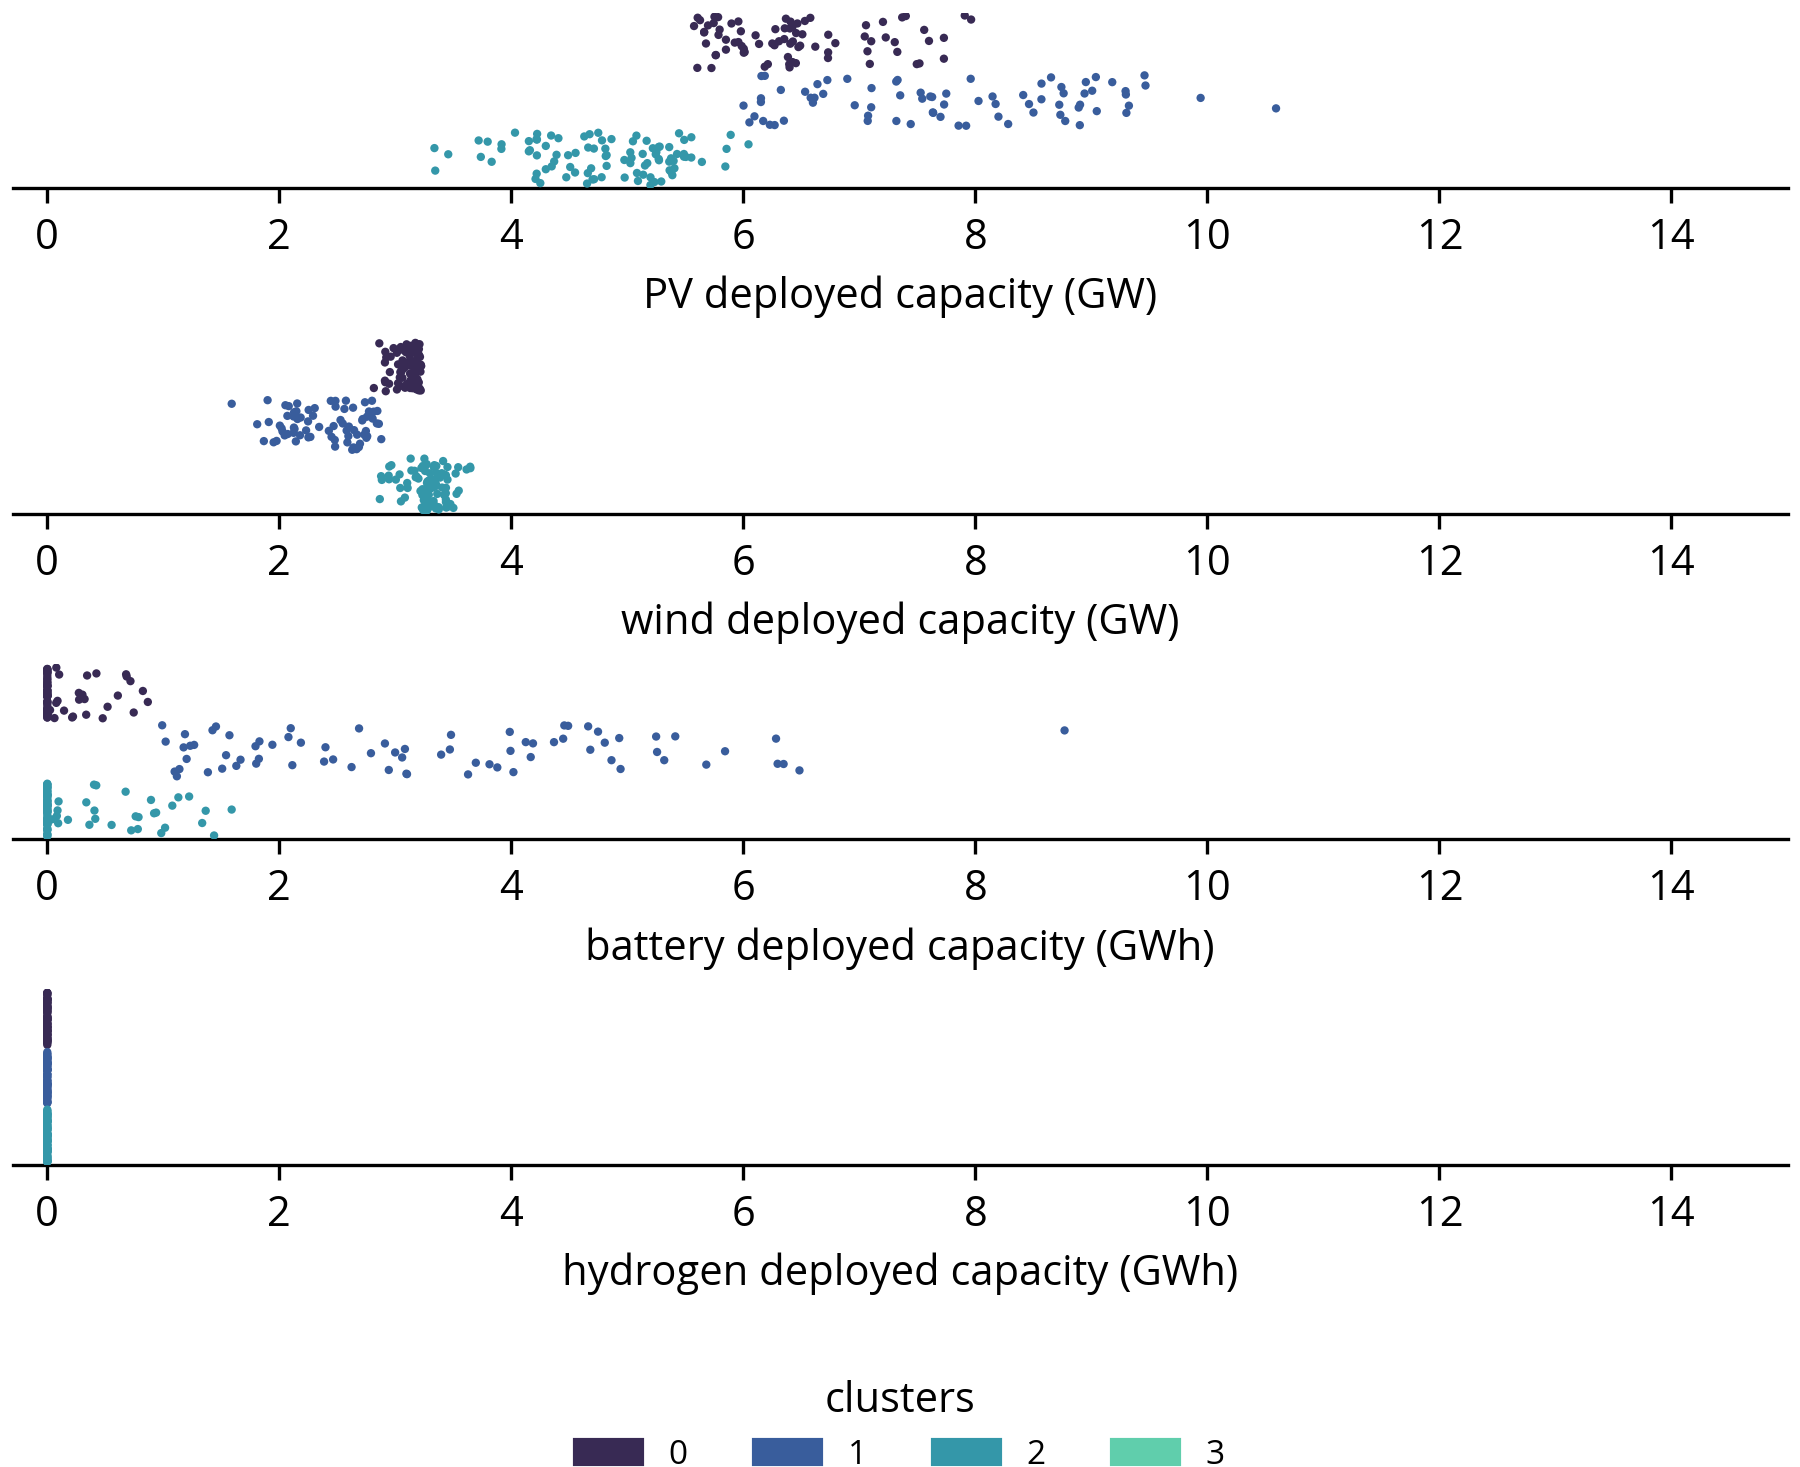 0 2 4 6 8 10 12 14
PV deployed capacity (GW)
0 2 4 6 8 10 12 14
wind deployed capacity (GW)
0 2 4 6 8 10 12 14
battery deployed capacity (GWh)
0 2 4 6 8 10 12 14
hydrogen deployed capacity (GWh)
clusters
0 1 2 3